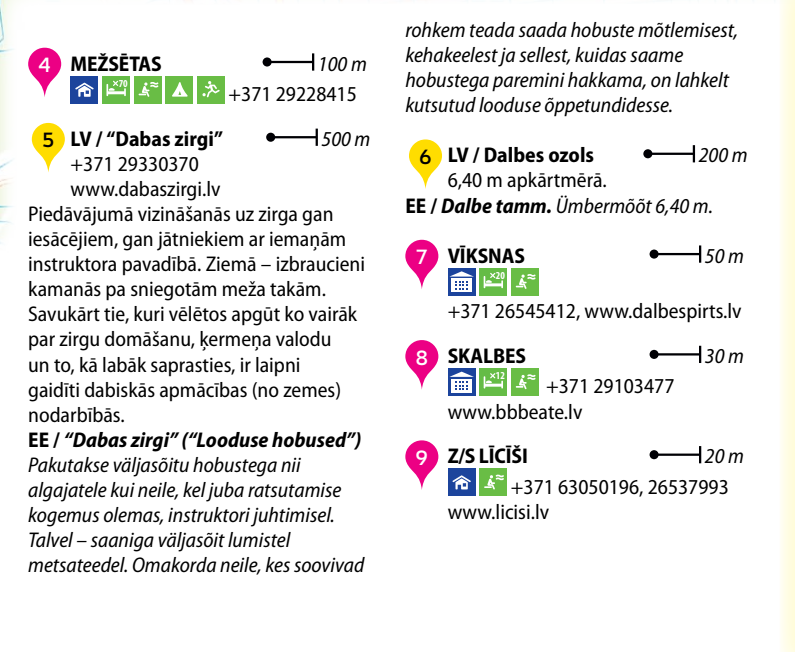 4 MEŽSĒTAS 100 m
×70 +371 29228415
5 LV / “Dabas zirgi” 500 m
+371 29330370
www.dabaszirgi.lv
Piedāvājumā vizināšanās uz zirga gan
iesācējiem, gan jātniekiem ar iemaņām
instruktora pavadībā. Ziemā – izbraucieni
kamanās pa sniegotām meža takām.
Savukārt tie, kuri vēlētos apgūt ko vairāk
par zirgu domāšanu, ķermeņa valodu
un to, kā labāk saprasties, ir laipni
gaidīti dabiskās apmācības (no zemes)
nodarbībās.
EE / “Dabas zirgi” (“Looduse hobused”)
Pakutakse väljasõitu hobustega nii
algajatele kui neile, kel juba ratsutamise
kogemus olemas, instruktori juhtimisel.
Talvel – saaniga väljasõit lumistel
metsateedel. Omakorda neile, kes soovivad
rohkem teada saada hobuste mõtlemisest,
kehakeelest ja sellest, kuidas saame
hobustega paremini hakkama, on lahkelt
kutsutud looduse õppetundidesse.
6 LV / Dalbes ozols 200 m
6,40 m apkārtmērā.
EE / Dalbe tamm. Ümbermõõt 6,40 m.
7 VĪKSNAS 50 m
×20
+371 26545412, www.dalbespirts.lv
8 SKALBES 30 m
×12 +371 29103477
www.bbbeate.lv
9 Z/S LĪCĪŠI 20 m
+371 63050196, 26537993
www.licisi.lv